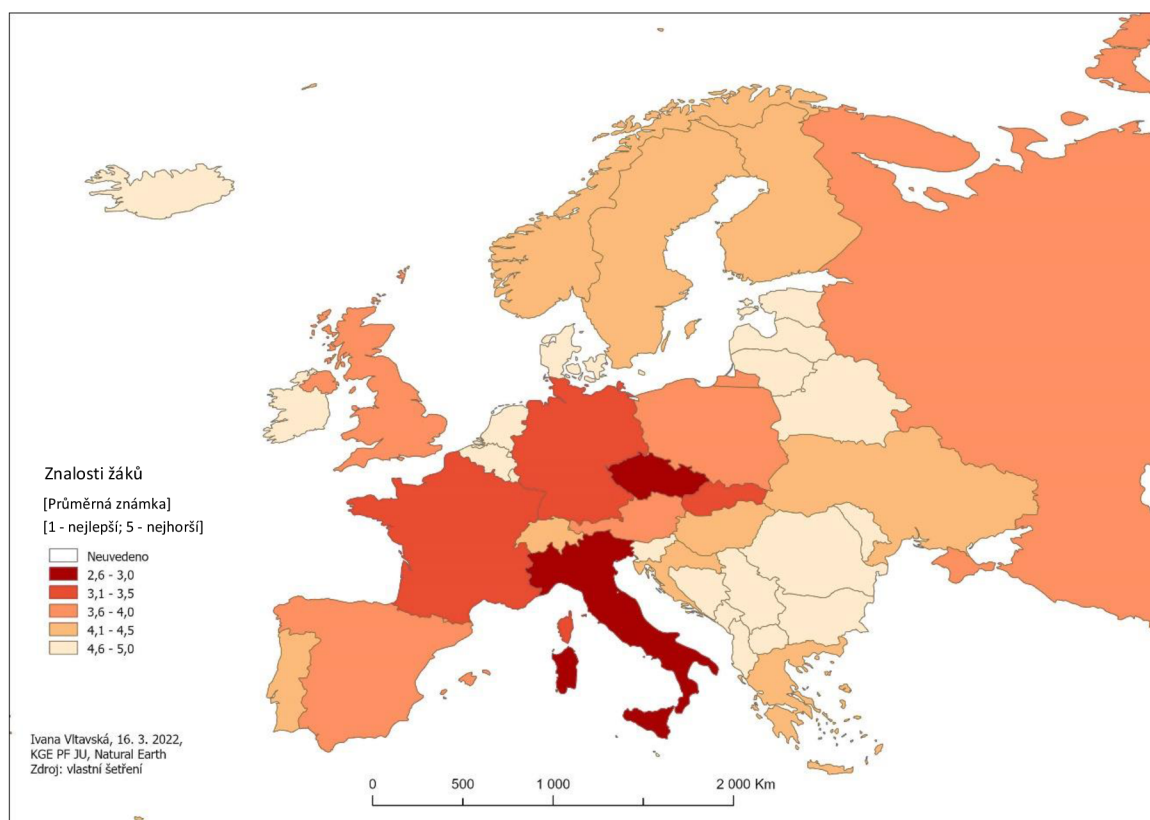 Znalosti žáků
[Průměrná známka]
[1 - nejlepší; 5 - nejhorší]
Neuvedeno
2,6 - 3,0
3,1 - 3,5
3,6 - 4,0
4,1 - 4,5
4,6 - 5,0
Ivana Vltavská, 16. 3. 2022,
KGE PF JU, Natural Earth
Zdroj: vlastní šetření
0 500 1 000 2 000 Km